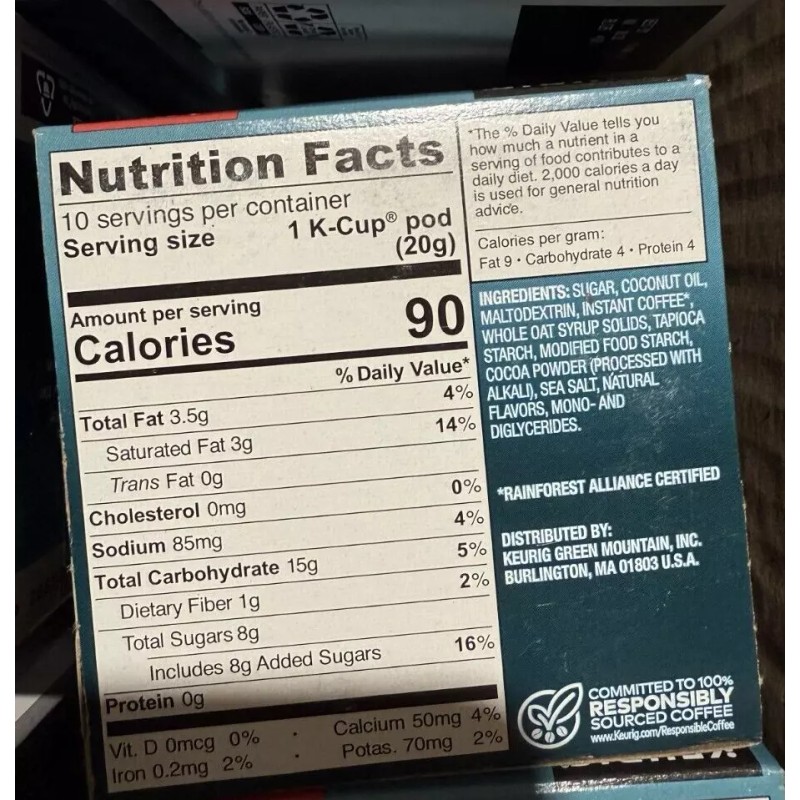 Nutrition Facts
10 servings per container
Serving size 1 K-Cup® pod
(20g)
Amount per serving
Calories 90
% Daily Value*
Total Fat 3.5g 4%
Saturated Fat 3g 14%
Trans Fat 0g
Cholesterol 0mg 0%
Sodium 85mg 4%
Total Carbohydrate 15g 5%
Dietary Fiber 1g 2%
Total Sugars 8g
Includes 8g Added Sugars 16%
Protein 0g
Vit. D 0mcg 0% · Calcium 50mg 4%
Iron 0.2mg 2% · Potas. 70mg 2%
*The % Daily Value tells you
how much a nutrient in a
serving of food contributes to a
daily diet. 2,000 calories a day
is used for general nutrition
advice.
Calories per gram:
Fat 9 · Carbohydrate 4 · Protein 4
INGREDIENTS: SUGAR, COCONUT OIL,
MALTODEXTRIN, INSTANT COFFEE*,
WHOLE OAT SYRUP SOLIDS, TAPIOCA
STARCH, MODIFIED FOOD STARCH,
COCOA POWDER (PROCESSED WITH
ALKALI), SEA SALT, NATURAL
FLAVORS, MONO- AND
DIGLYCERIDES.
*RAINFOREST ALLIANCE CERTIFIED
DISTRIBUTED BY:
KEURIG GREEN MOUNTAIN, INC.
BURLINGTON, MA 01803 U.S.A.
COMMITTED TO 100%
RESPONSIBLY
SOURCED COFFEE
www.Keurig.com/ResponsibleCoffee